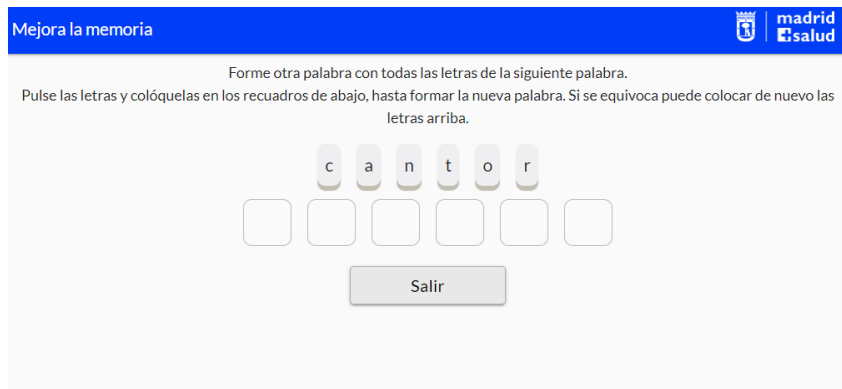 Mejora la memoria
madrid
salud
Forme otra palabra con todas las letras de la siguiente palabra.
Pulse las letras y colóquelas en los recuadros de abajo, hasta formar la nueva palabra. Si se equivoca puede colocar de nuevo las
letras arriba.
c a n t o r
Salir